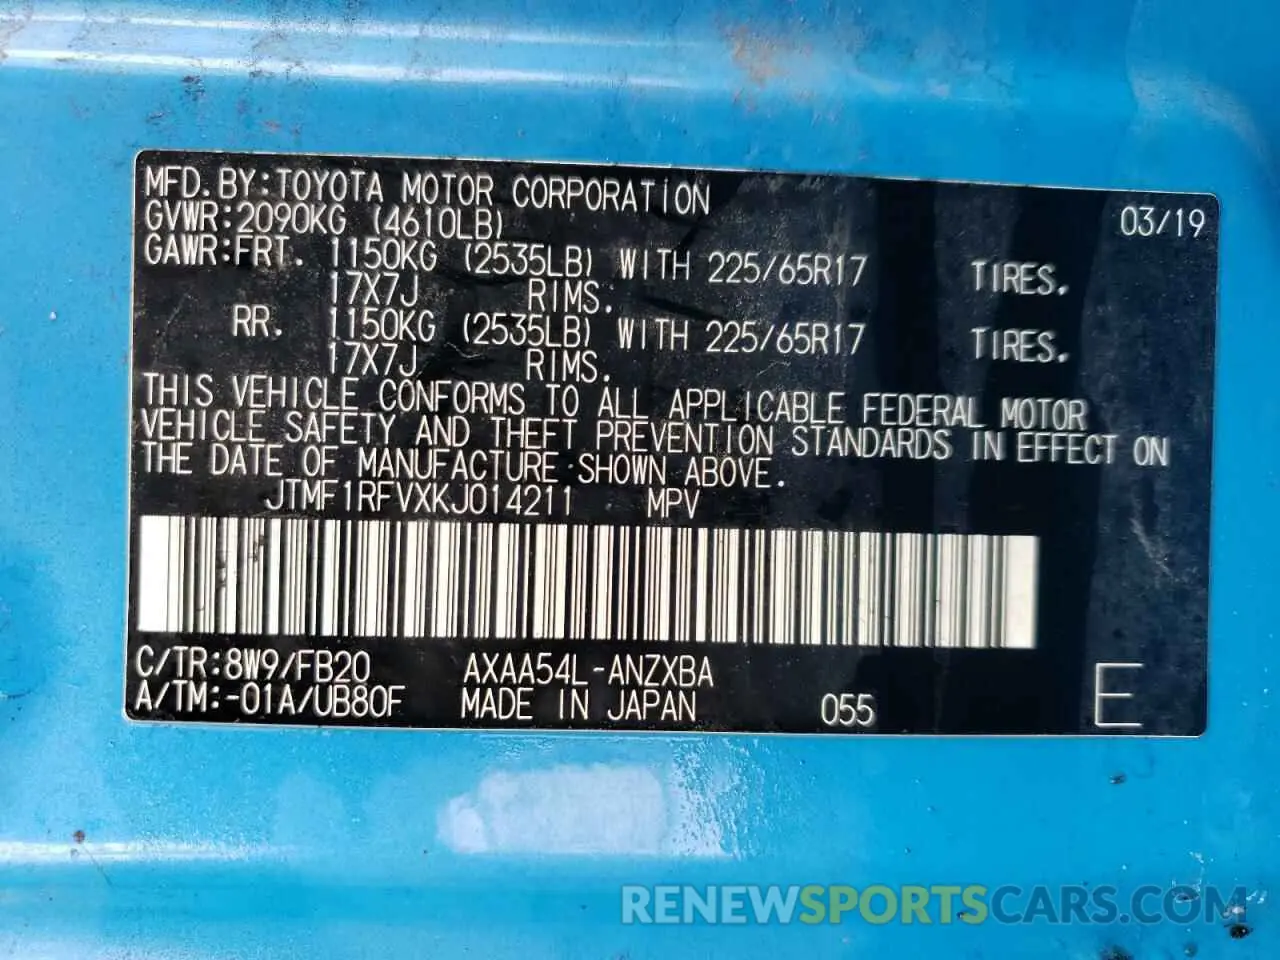 MFD.BY:TOYOTA MOTOR CORPORATION 03/19
GVWR:2090KG (4610LB)
GAWR:FRT. 1150KG (2535LB) WITH 225/65R17 TIRES.
17X7J RIMS.
RR. 1150KG (2535LB) WITH 225/65R17 TIRES.
17X7J RIMS.
THIS VEHICLE CONFORMS TO ALL APPLICABLE FEDERAL MOTOR
VEHICLE SAFETY AND THEFT PREVENTION STANDARDS IN EFFECT ON
THE DATE OF MANUFACTURE SHOWN ABOVE.
JTMF1RFVXKJ014211 MPV
C/TR:8W9/FB20 AXAA54L-ANZXBA
A/TM:-01A/UB80F MADE IN JAPAN 055 E
RENEWSPORTSCARS.COM